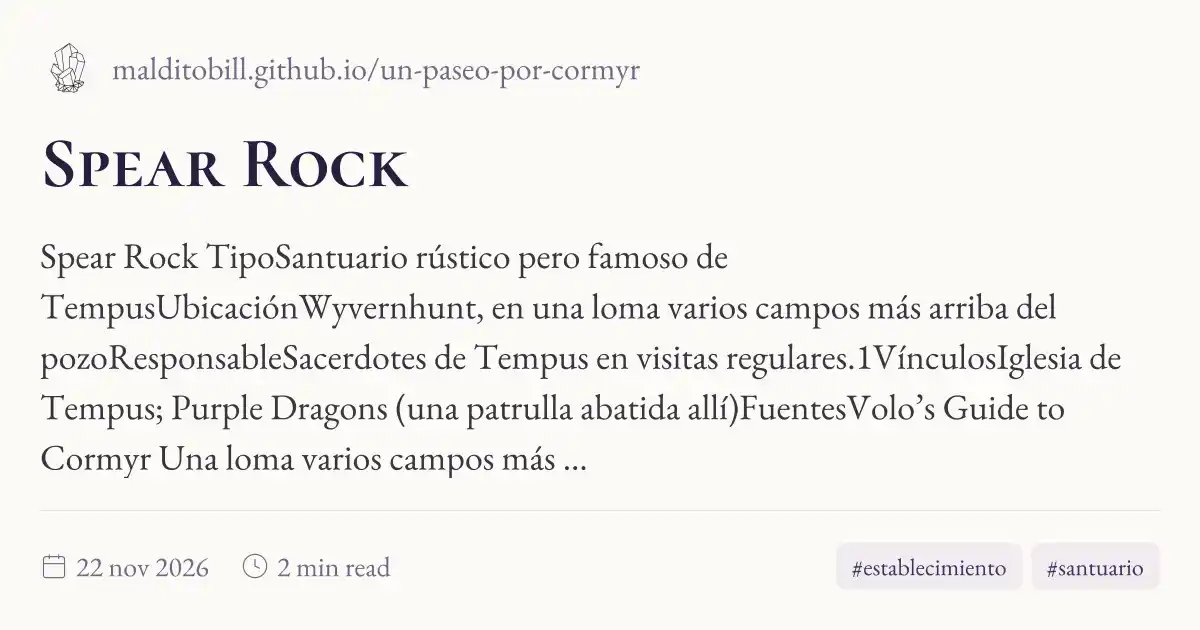 malditobill.github.io/un-paseo-por-cormyr
Spear Rock
Spear Rock TipoSantuario rústico pero famoso de
TempusUbicaciónWyvernhunt, en una loma varios campos más arriba del
pozoResponsableSacerdotes de Tempus en visitas regulares.1VínculosIglesia de
Tempus; Purple Dragons (una patrulla abatida allí)FuentesVolo’s Guide to
Cormyr Una loma varios campos más ...
22 nov 2026
2 min read
#establecimiento
#santuario